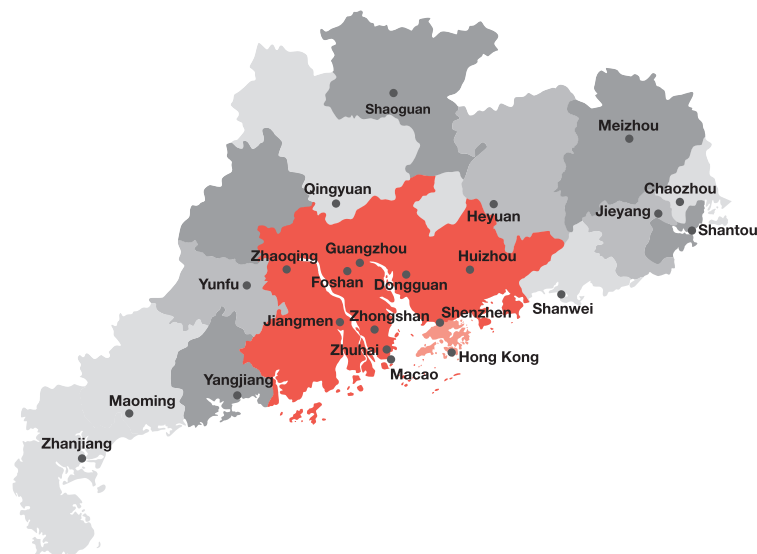 Shaoguan
Meizhou
Qingyuan
Chaozhou
Heyuan
Jieyang
Shantou
Guangzhou
Zhaoqing
Huizhou
Foshan
Dongguan
Yunfu
Shanwei
Zhongshan
Shenzhen
Jiangmen
Zhuhai
Hong Kong
Macao
Yangjiang
Maoming
Zhanjiang